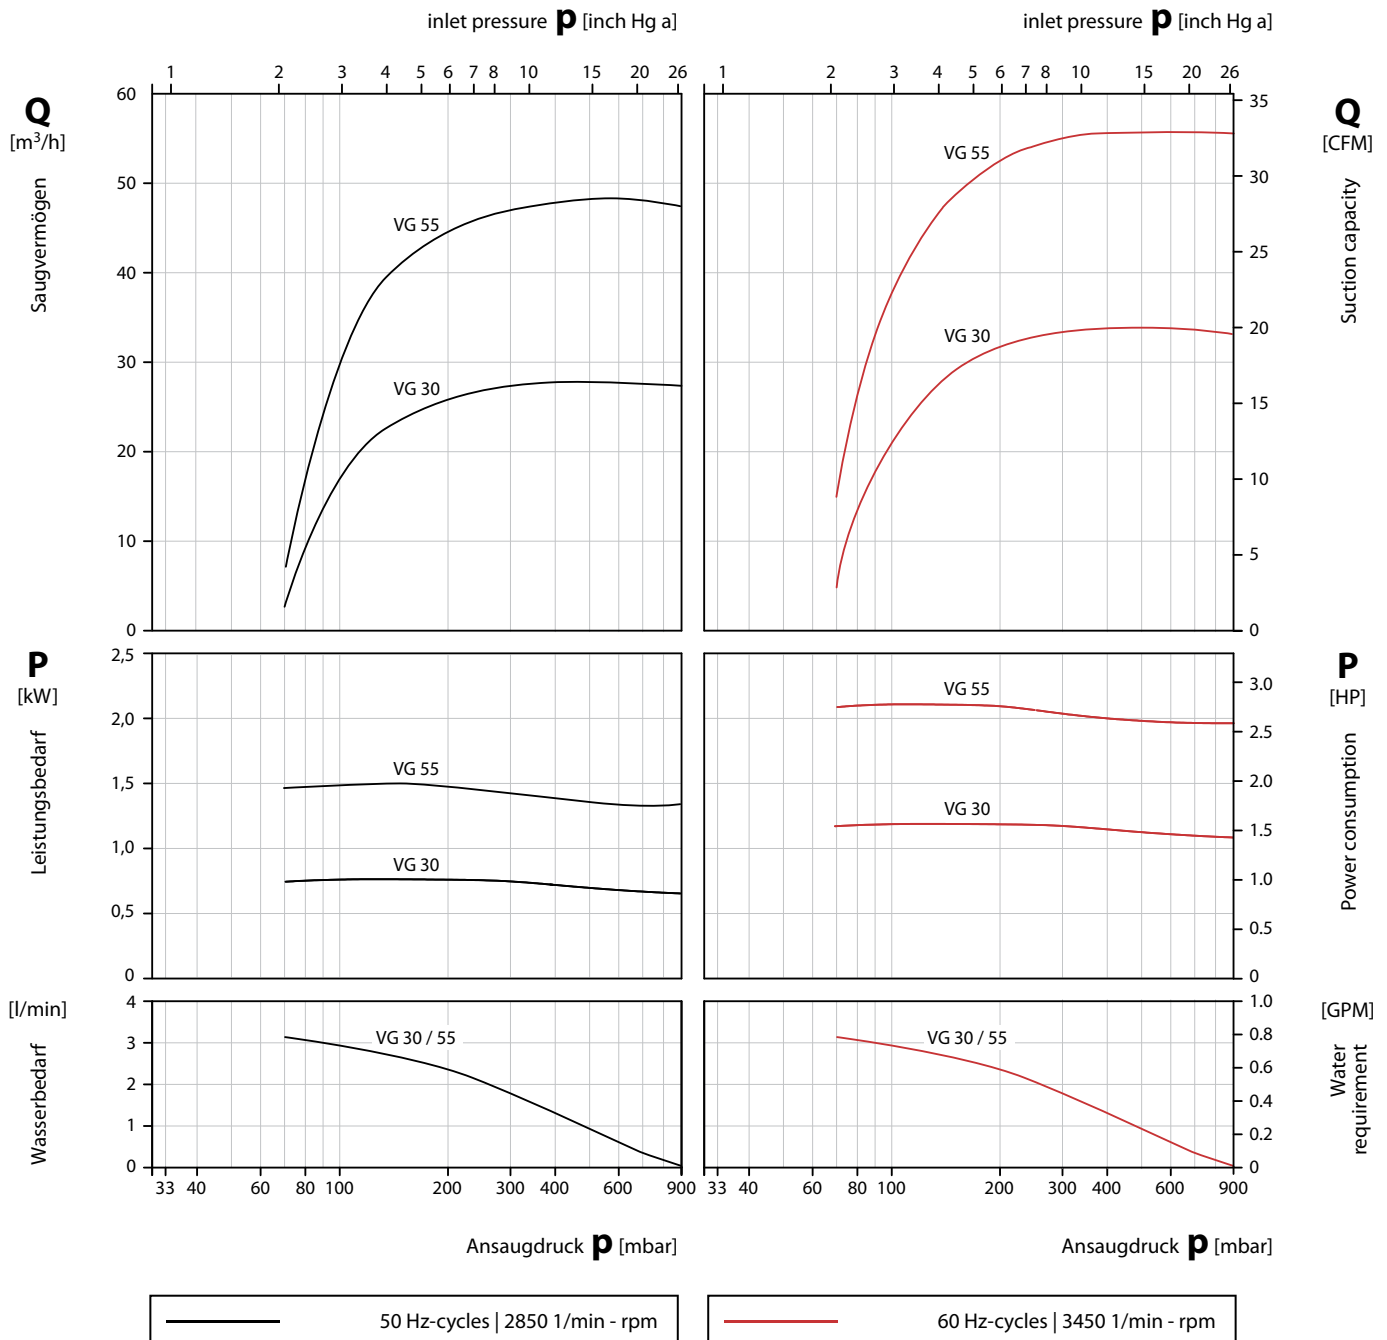 inlet pressure p [inch Hg a]
inlet pressure p [inch Hg a]
1 2 3 4 5 6 7 8 10 15 20 26
1 2 3 4 5 6 7 8 10 15 20 26
Q
[m³/h]
Saugvermögen
60
50
40
30
20
10
0
VG 55
VG 30
VG 55
VG 30
35
30
25
20
15
10
5
0
Q
[CFM]
Suction capacity
P
[kW]
Leistungsbedarf
2,5
2,0
1,5
1,0
0,5
0
VG 55
VG 30
VG 55
VG 30
3.0
2.5
2.0
1.5
1.0
0.5
0
P
[HP]
Power consumption
[l/min]
Wasserbedarf
4
3
2
1
0
VG 30 / 55
VG 30 / 55
1.0
0.8
0.6
0.4
0.2
0
[GPM]
Water
requirement
33 40 60 80 100 200 300 400 600 900
33 40 60 80 100 200 300 400 600 900
Ansaugdruck p [mbar]
Ansaugdruck p [mbar]
50 Hz-cycles | 2850 1/min - rpm
60 Hz-cycles | 3450 1/min - rpm